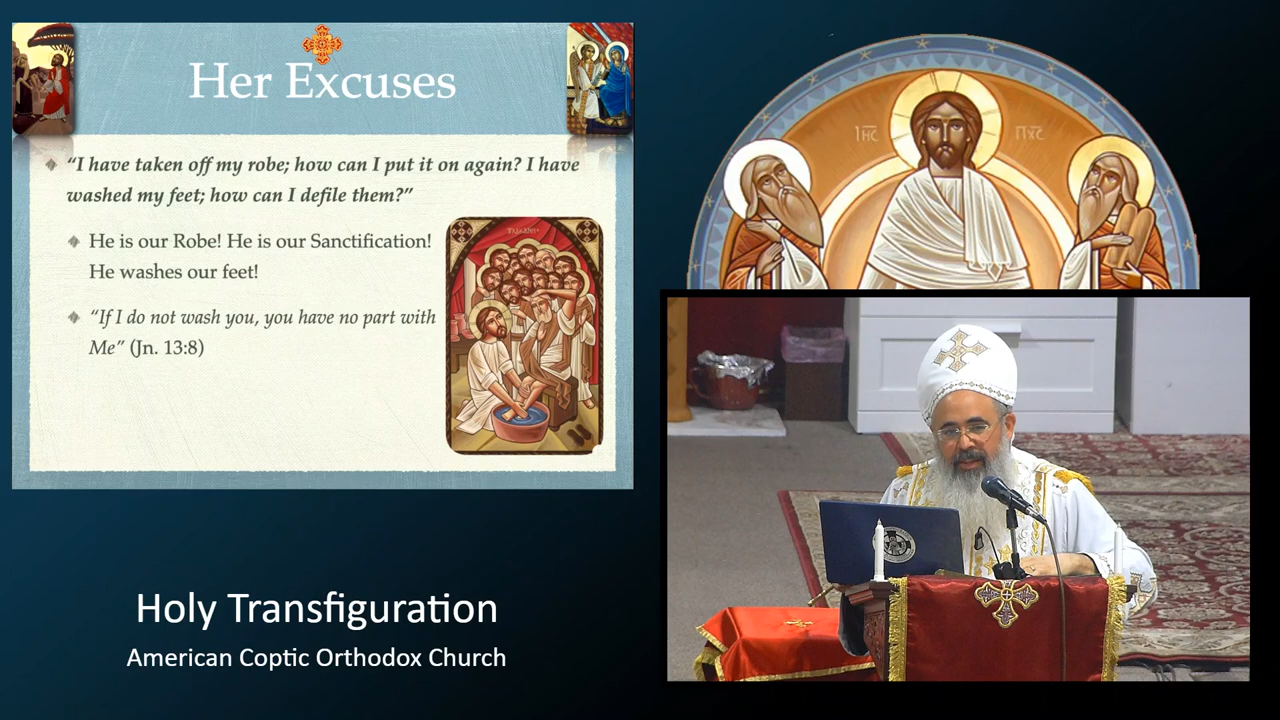 Her Excuses
“I have taken off my robe; how can I put it on again? I have
washed my feet; how can I defile them?”
He is our Robe! He is our Sanctification!
He washes our feet!
“If I do not wash you, you have no part with
Me” (Jn. 13:8)
Holy Transfiguration
American Coptic Orthodox Church